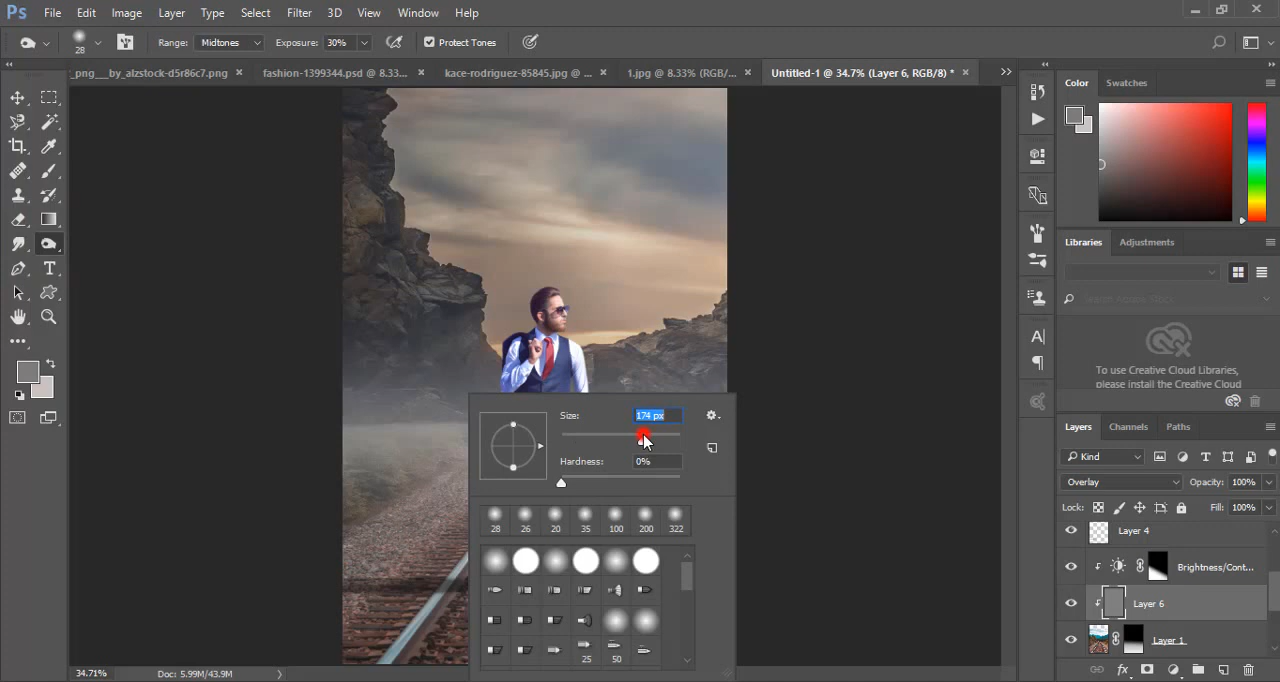 Ps File Edit Image Layer Type Select Filter 3D View Window Help
28 Range: Midtones Exposure: 30% Protect Tones
_png___by_alzstock-d5r86c7.png × fashion-1399344.psd @ 8.33... × kace-rodriguez-85845.jpg @ ... × 1.jpg @ 8.33% (RGB/... × Untitled-1 @ 34.7% (Layer 6, RGB/8) * ×
Color Swatches
Libraries Adjustments
Search Adobe Stock
To use Creative Cloud Libraries,
please install the Creative Cloud
Size: 174 px
Hardness: 0%
28 26 20 35 100 200 322
25 50
Layers Channels Paths
Kind
Overlay Opacity: 100%
Lock: Fill: 100%
Layer 4
Brightness/Cont...
Layer 6
Layer 1
34.71% Doc: 5.99M/43.9M